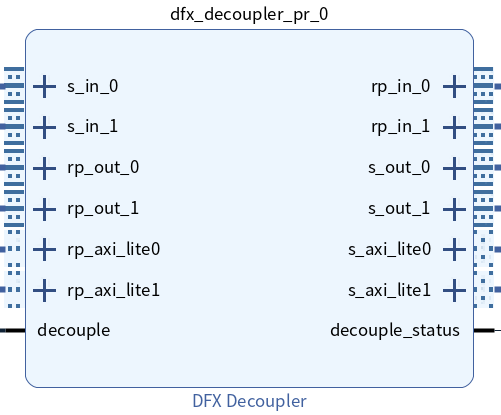 dfx_decoupler_pr_0
s_in_0 rp_in_0
s_in_1 rp_in_1
rp_out_0 s_out_0
rp_out_1 s_out_1
rp_axi_lite0 s_axi_lite0
rp_axi_lite1 s_axi_lite1
decouple decouple_status
DFX Decoupler